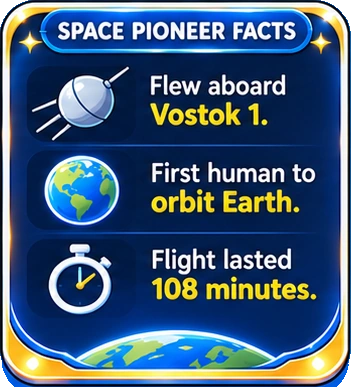 SPACE PIONEER FACTS
Flew aboard
Vostok 1.
First human to
orbit Earth.
Flight lasted
108 minutes.